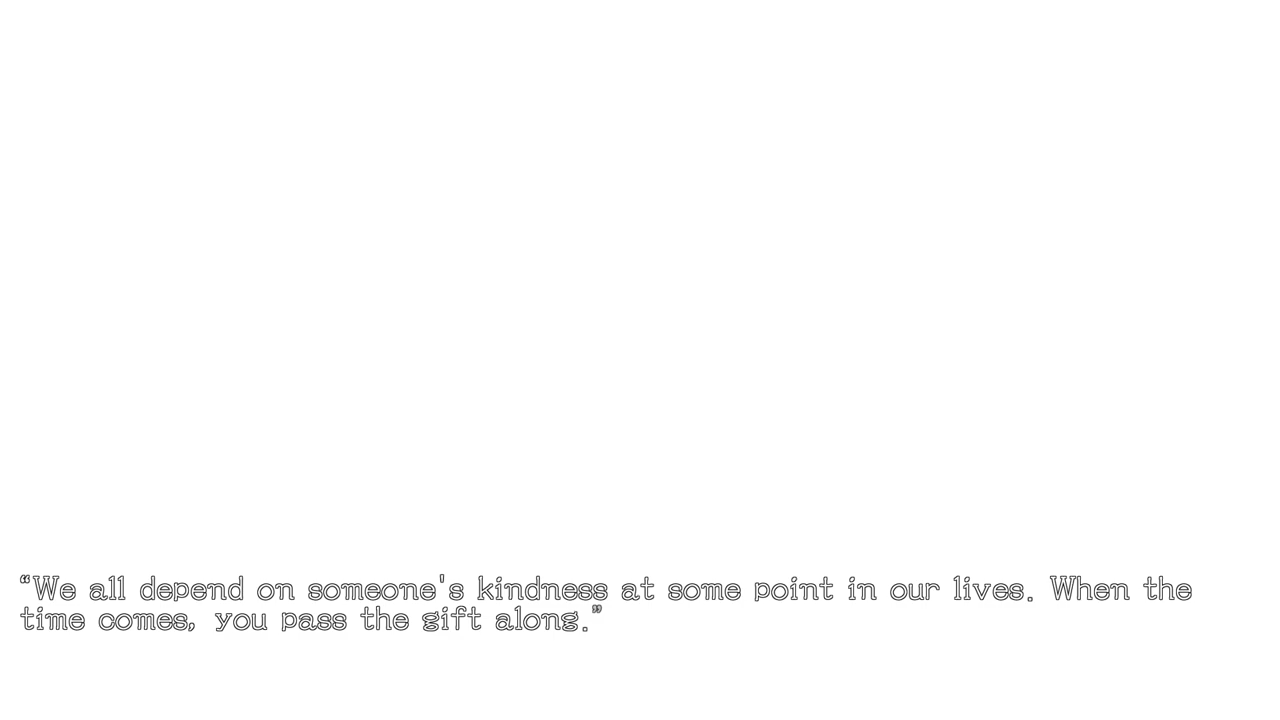 “We all depend on someone's kindness at some point in our lives. When the
time comes, you pass the gift along.”